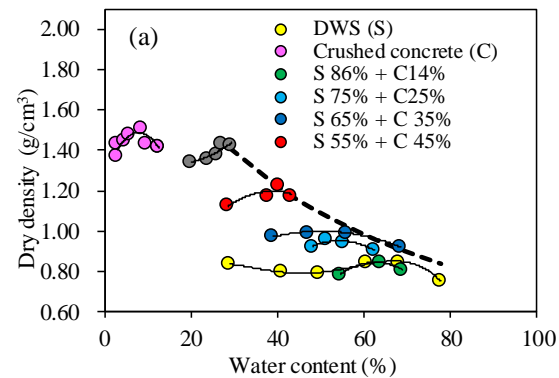 (a)
DWS (S)
Crushed concrete (C)
S 86% + C14%
S 75% + C25%
S 65% + C 35%
S 55% + C 45%
Dry density (g/cm³)
2.00
1.80
1.60
1.40
1.20
1.00
0.80
0.60
0
20
40
60
80
100
Water content (%)